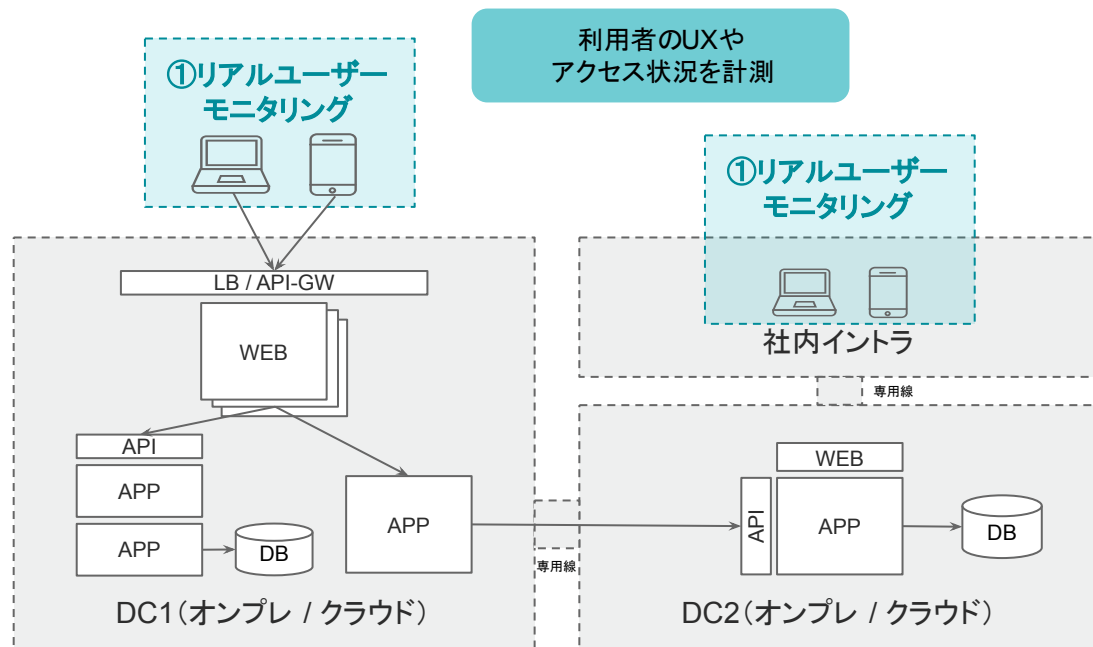 利用者のUXや
アクセス状況を計測
①リアルユーザー
モニタリング
①リアルユーザー
モニタリング
LB / API-GW
WEB
社内イントラ
専用線
API
APP
APP
DB
APP
専用線
WEB
API
APP
DB
DC1(オンプレ / クラウド)
DC2(オンプレ / クラウド)